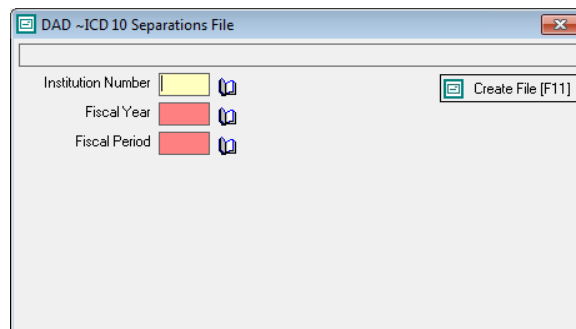 DAD ~ICD 10 Separations File
Institution Number
Create File [F11]
Fiscal Year
Fiscal Period